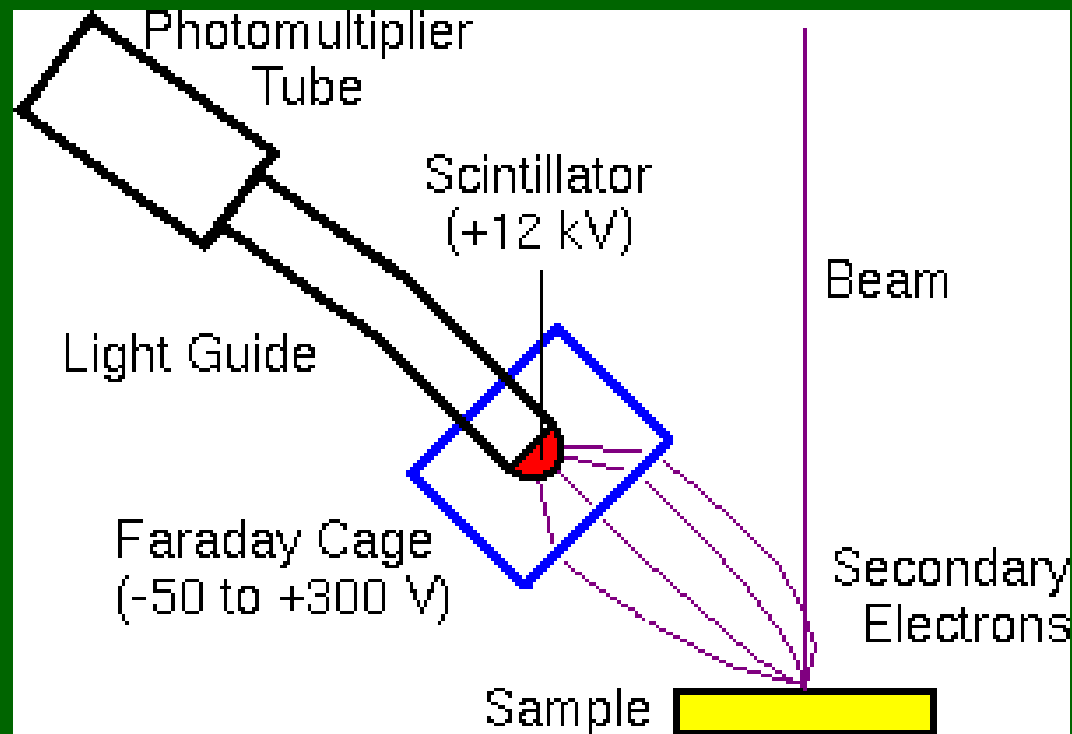 Photomultiplier
Tube
Scintillator
(+12 kV)
Beam
Light Guide
Faraday Cage
(-50 to +300 V)
Secondary
Electrons
Sample